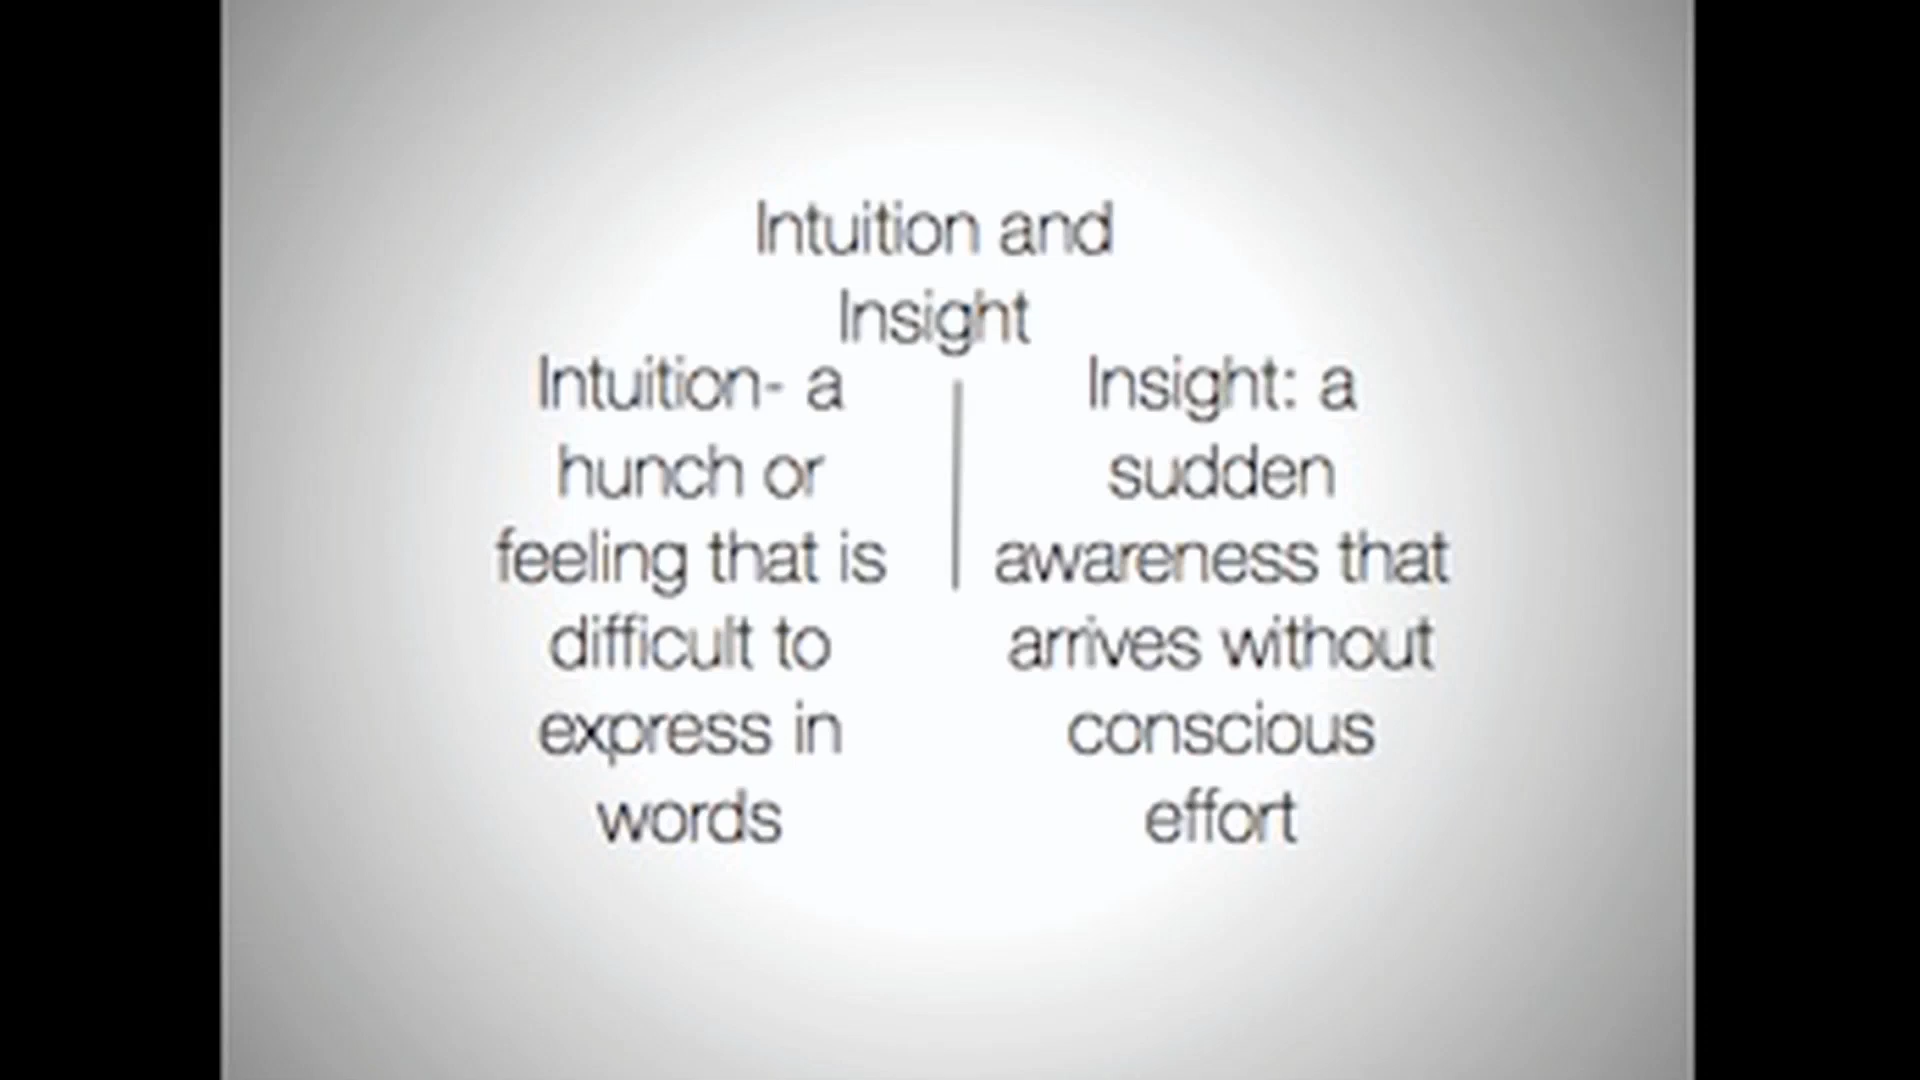 Intuition and
Insight
Intuition- a
hunch or
feeling that is
difficult to
express in
words
Insight: a
sudden
awareness that
arrives without
conscious
effort